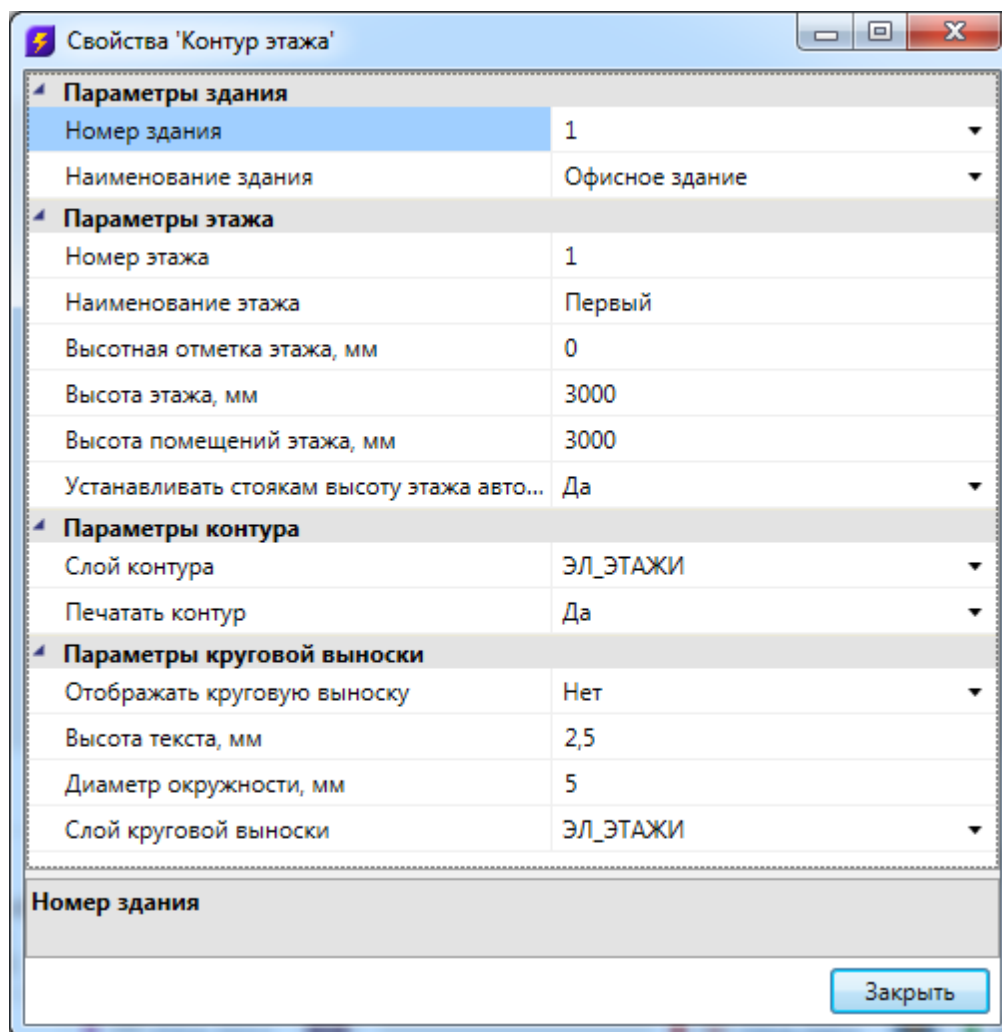 Свойства 'Контур этажа'
Параметры здания
Номер здания 1
Наименование здания Офисное здание
Параметры этажа
Номер этажа 1
Наименование этажа Первый
Высотная отметка этажа, мм 0
Высота этажа, мм 3000
Высота помещений этажа, мм 3000
Устанавливать стоякам высоту этажа авто... Да
Параметры контура
Слой контура ЭЛ_ЭТАЖИ
Печатать контур Да
Параметры круговой выноски
Отображать круговую выноску Нет
Высота текста, мм 2,5
Диаметр окружности, мм 5
Слой круговой выноски ЭЛ_ЭТАЖИ
Номер здания
Закрыть